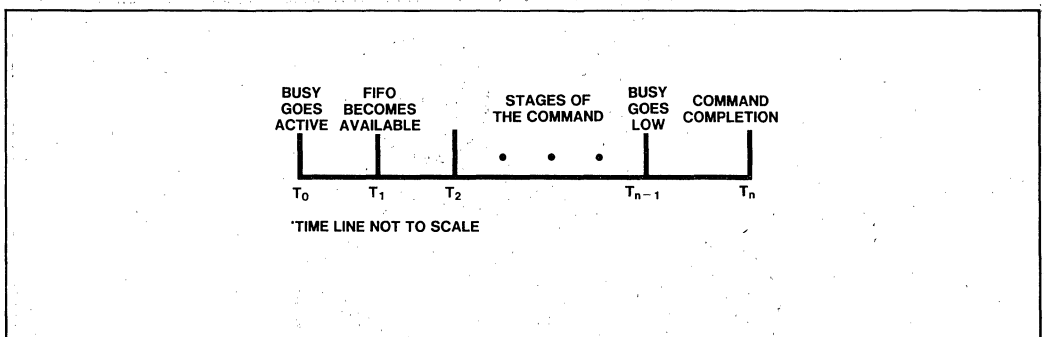 BUSY GOES ACTIVE
FIFO BECOMES AVAILABLE
STAGES OF THE COMMAND
BUSY GOES LOW
COMMAND COMPLETION
T0 T1 T2 Tn−1 Tn
*TIME LINE NOT TO SCALE